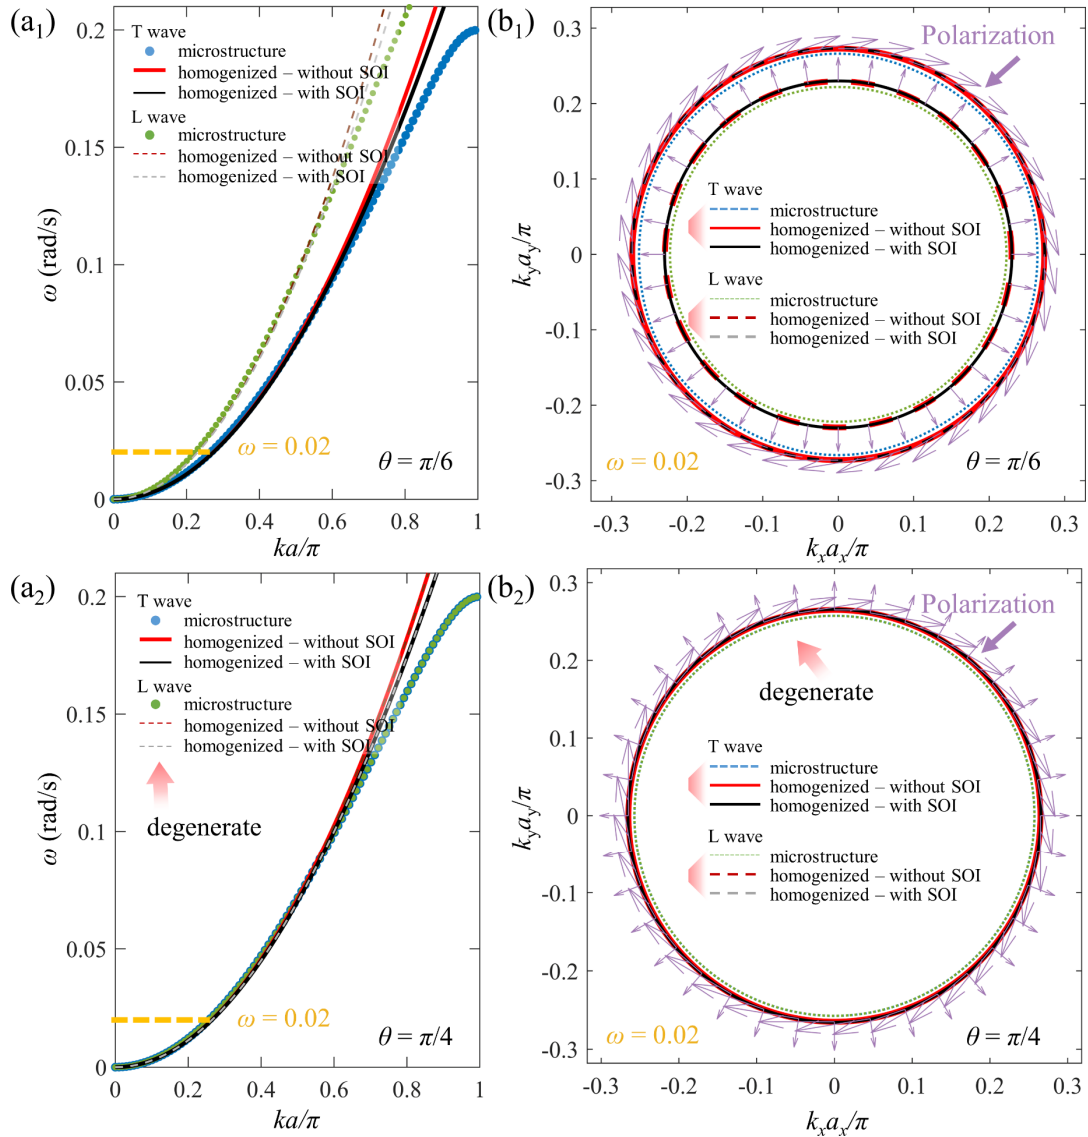 (a1)
T wave
microstructure
homogenized – without SOI
homogenized – with SOI
L wave
microstructure
homogenized – without SOI
homogenized – with SOI
0.2
0.15
0.1
0.05
0
ω (rad/s)
ω = 0.02
θ = π/6
0
0.2
0.4
0.6
0.8
1
ka/π
(b1)
Polarization
0.3
0.2
0.1
0
-0.1
-0.2
-0.3
kyay/π
T wave
microstructure
homogenized – without SOI
homogenized – with SOI
L wave
microstructure
homogenized – without SOI
homogenized – with SOI
ω = 0.02
θ = π/6
-0.3
-0.2
-0.1
0
0.1
0.2
0.3
kxax/π
(a2)
T wave
microstructure
homogenized – without SOI
homogenized – with SOI
L wave
microstructure
homogenized – without SOI
homogenized – with SOI
degenerate
0.2
0.15
0.1
0.05
0
ω (rad/s)
ω = 0.02
θ = π/4
0
0.2
0.4
0.6
0.8
1
ka/π
(b2)
Polarization
degenerate
0.3
0.2
0.1
0
-0.1
-0.2
-0.3
kyay/π
T wave
microstructure
homogenized – without SOI
homogenized – with SOI
L wave
microstructure
homogenized – without SOI
homogenized – with SOI
ω = 0.02
θ = π/4
-0.3
-0.2
-0.1
0
0.1
0.2
0.3
kxax/π